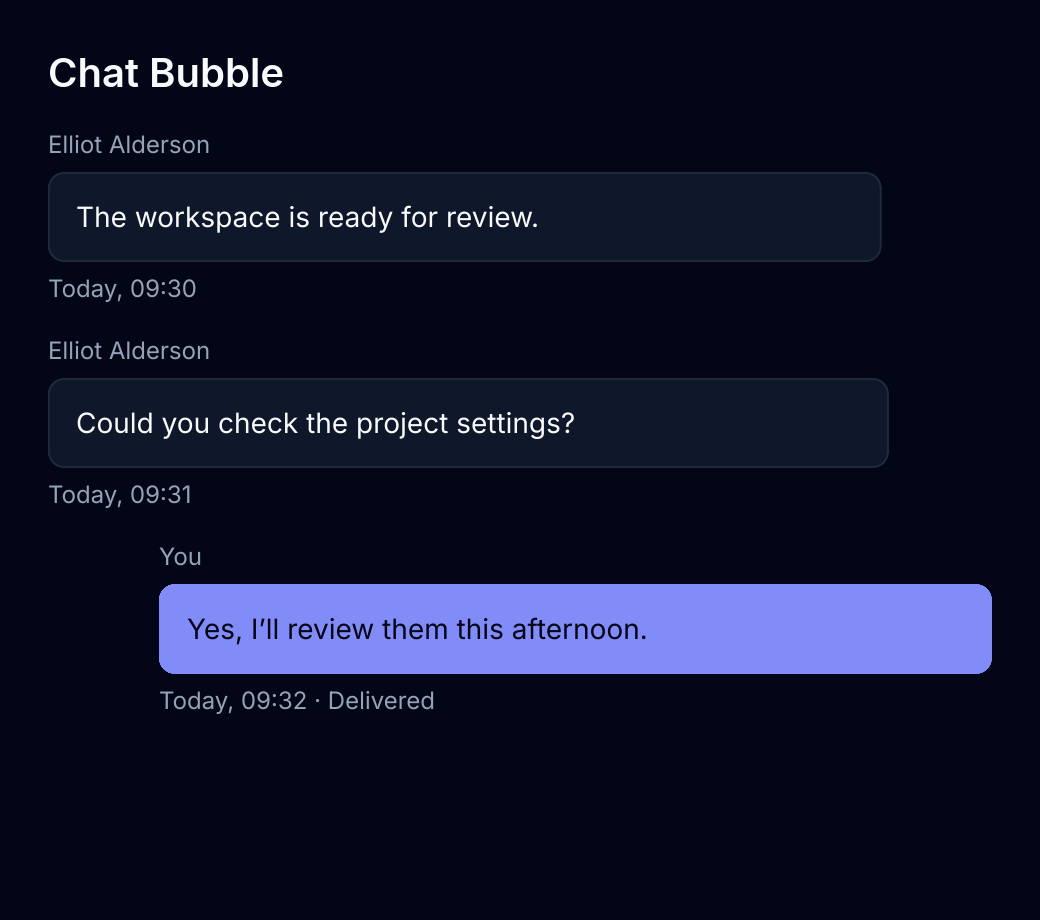 Chat Bubble
Elliot Alderson
The workspace is ready for review.
Today, 09:30
Elliot Alderson
Could you check the project settings?
Today, 09:31
You
Yes, I’ll review them this afternoon.
Today, 09:32 · Delivered